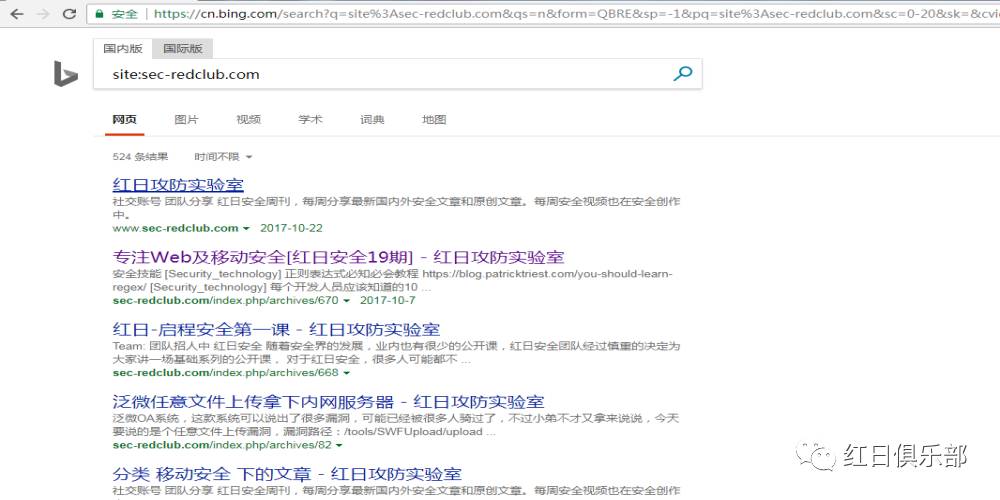 安全 | https://cn.bing.com/search?q=site%3Asec-redclub.com&qs=n&form=QBRE&sp=-1&pq=site%3Asec-redclub.com&sc=0-20&sk=&cvi
国内版 国际版
site:sec-redclub.com
网页 图片 视频 学术 词典 地图
524 条结果 时间不限
红日攻防实验室
社交账号 团队分享 红日安全周刊，每周分享最新国内外安全文章和原创文章。每周安全视频也在安全创作
中。
www.sec-redclub.com 2017-10-22
专注Web及移动安全[红日安全19期] - 红日攻防实验室
安全技能 [Security_technology] 正则表达式必知必会教程 https://blog.patricktriest.com/you-should-learn-
regex/ [Security_technology] 每个开发人员应该知道的10 ...
sec-redclub.com/index.php/archives/670 2017-10-7
红日-启程安全第一课 - 红日攻防实验室
Team: 团队招人中 红日安全 随着安全界的发展，业内也有很少的公开课，红日安全团队经过慎重的决定为
大家讲一场基础系列的公开课， 对于红日安全，很多人可能都不 ...
sec-redclub.com/index.php/archives/668
泛微任意文件上传拿下内网服务器 - 红日攻防实验室
泛微OA系统，这款系统可以说出了很多漏洞，可能已经被很多人骑过了，不过小弟不才又拿来说说，今天
要说的是个任意文件上传漏洞，漏洞路径：/tools/SWFUpload/upload ...
sec-redclub.com/index.php/archives/82
分类 移动安全 下的文章 - 红日攻防实验室
社交账号 团队分享 红日安全周刊，每周分享最新国内外安全文章和原创文章。每周安全视频也在安全创作
红日俱乐部